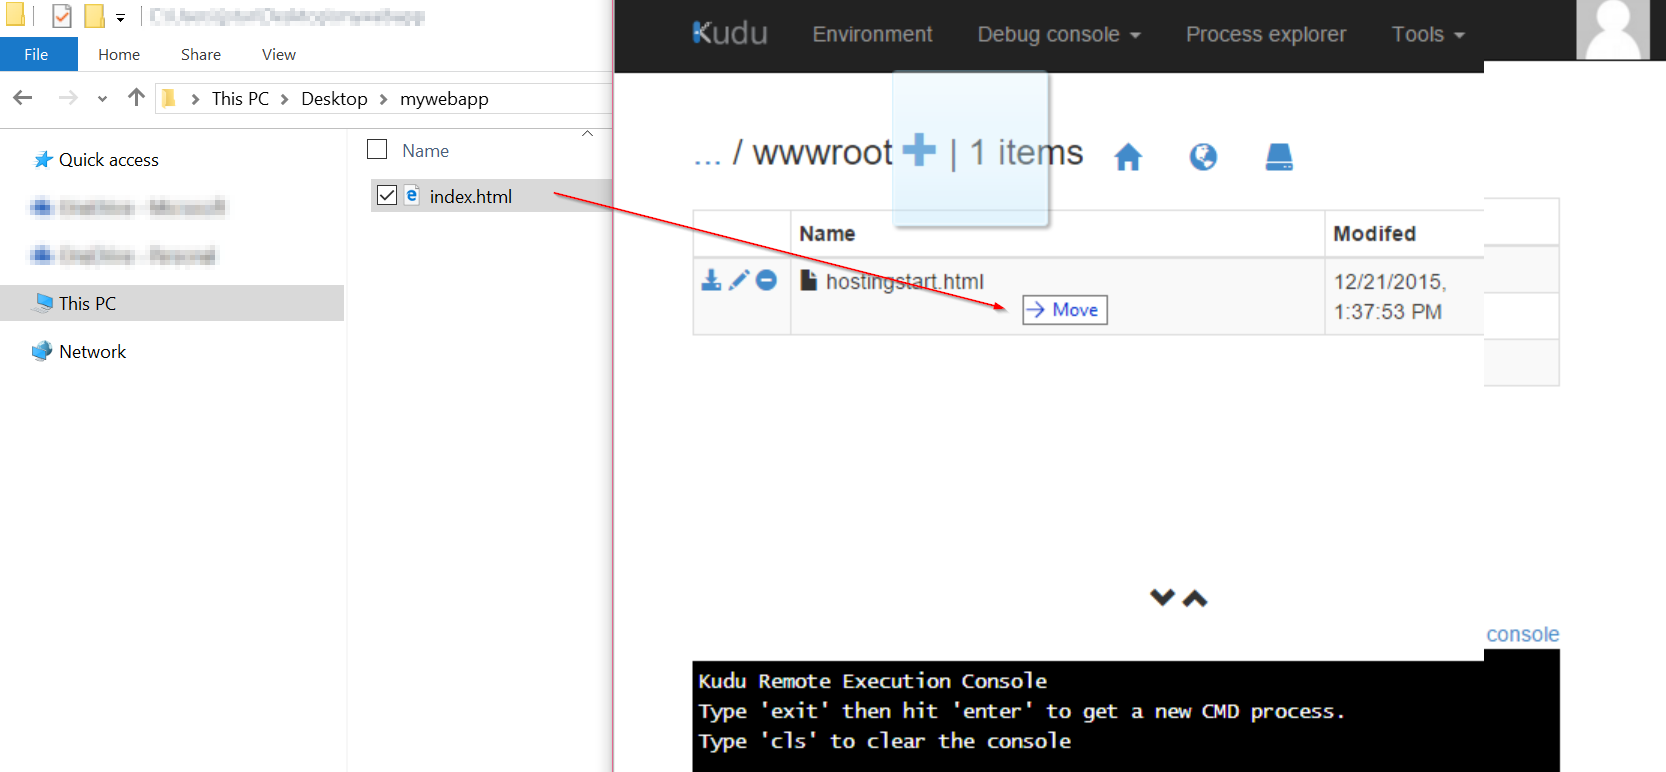 File Home Share View
This PC Desktop mywebapp
Name
Quick access
index.html
This PC
Network
Kudu Environment Debug console Process explorer Tools
... / wwwroot | 1 items
Name Modifed
hostingstart.html 12/21/2015,
1:37:53 PM
Move
console
Kudu Remote Execution Console
Type 'exit' then hit 'enter' to get a new CMD process.
Type 'cls' to clear the console